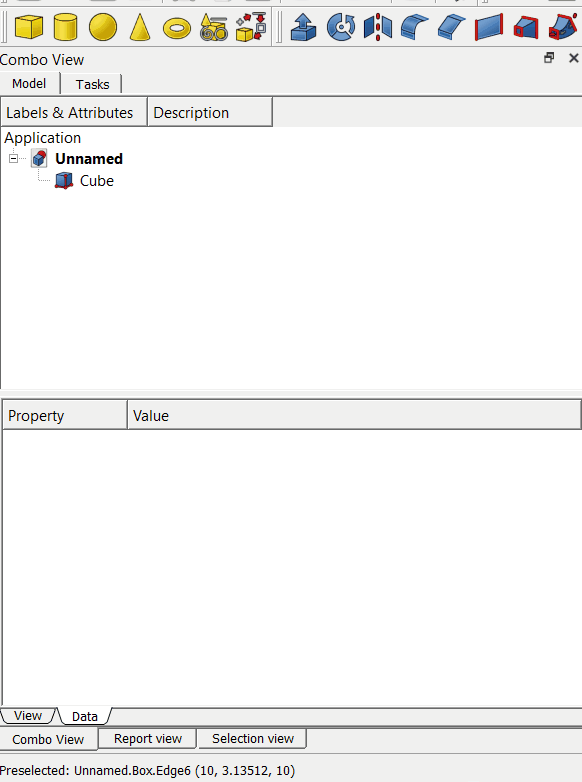 Combo View
Model Tasks
Labels & Attributes Description
Application
Unnamed
Cube
Property Value
View Data
Combo View Report view Selection view
Preselected: Unnamed.Box.Edge6 (10, 3.13512, 10)